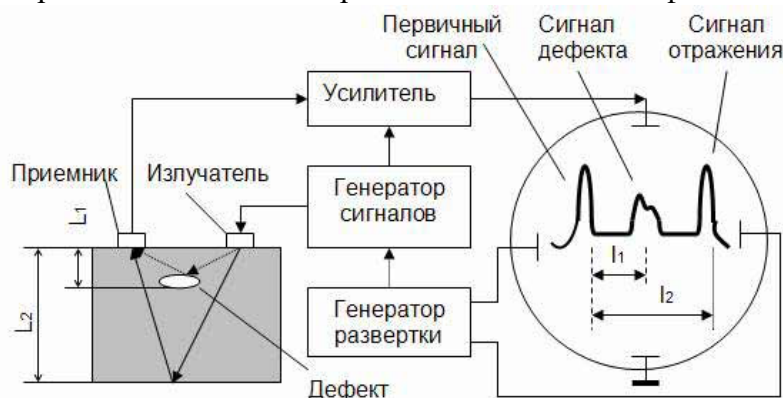 Первичный
сигнал
Сигнал
дефекта
Сигнал
отражения
Усилитель
Приемник
Излучатель
Генератор
сигналов
L1
L2
l1
l2
Генератор
развертки
Дефект